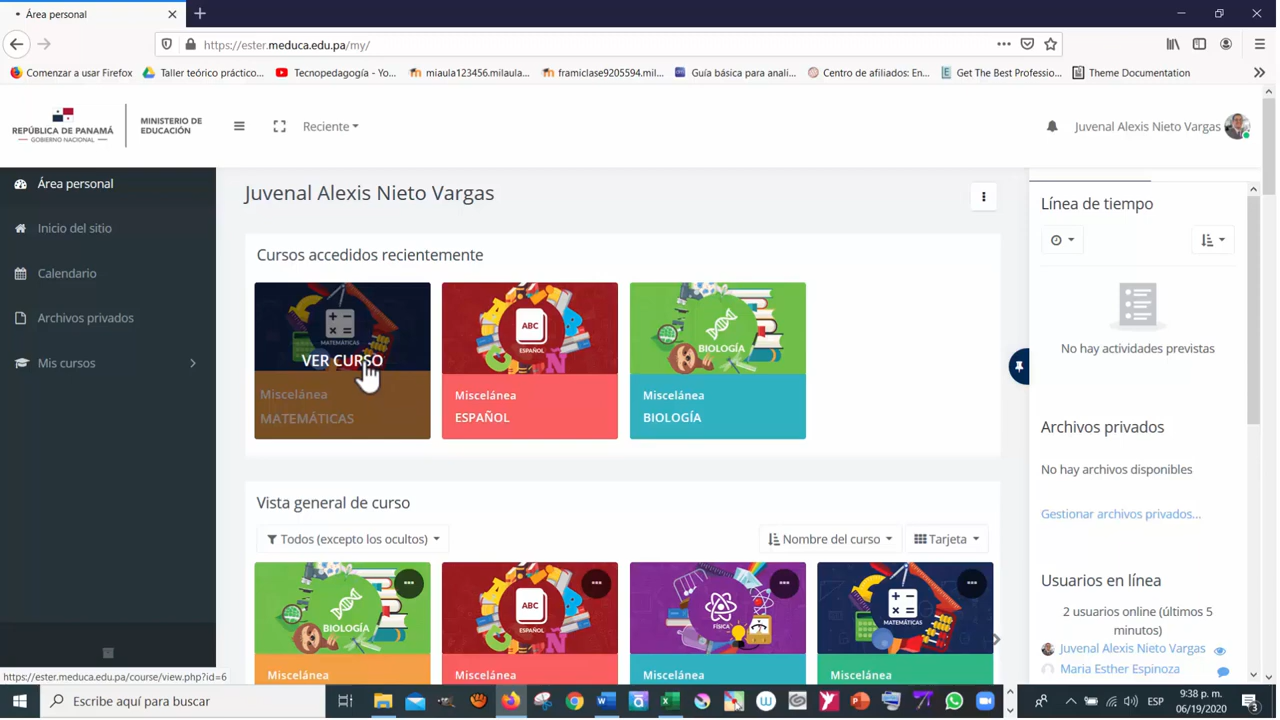 Área personal
https://ester.meduca.edu.pa/my/
Comenzar a usar Firefox
Taller teórico práctico...
Tecnopedagogía - Yo...
miaula123456.milaula...
framiclase9205594.mil...
Guía básica para anali...
Centro de afiliados: En...
Get The Best Professio...
Theme Documentation
REPÚBLICA DE PANAMÁ
GOBIERNO NACIONAL
MINISTERIO DE
EDUCACIÓN
Reciente
Juvenal Alexis Nieto Vargas
Área personal
Inicio del sitio
Calendario
Archivos privados
Mis cursos
Juvenal Alexis Nieto Vargas
Cursos accedidos recientemente
MATEMÁTICAS
VER CURSO
Miscelánea
MATEMÁTICAS
ABC
ESPAÑOL
Miscelánea
ESPAÑOL
BIOLOGÍA
Miscelánea
BIOLOGÍA
Vista general de curso
Todos (excepto los ocultos)
Nombre del curso
Tarjeta
BIOLOGÍA
Miscelánea
ABC
ESPAÑOL
Miscelánea
FÍSICA
Miscelánea
MATEMÁTICAS
Miscelánea
Línea de tiempo
No hay actividades previstas
Archivos privados
No hay archivos disponibles
Gestionar archivos privados...
Usuarios en línea
2 usuarios online (últimos 5
minutos)
Juvenal Alexis Nieto Vargas
Maria Esther Espinoza
https://ester.meduca.edu.pa/course/view.php?id=6
Escribe aquí para buscar
ESP
9:38 p. m.
06/19/2020
3